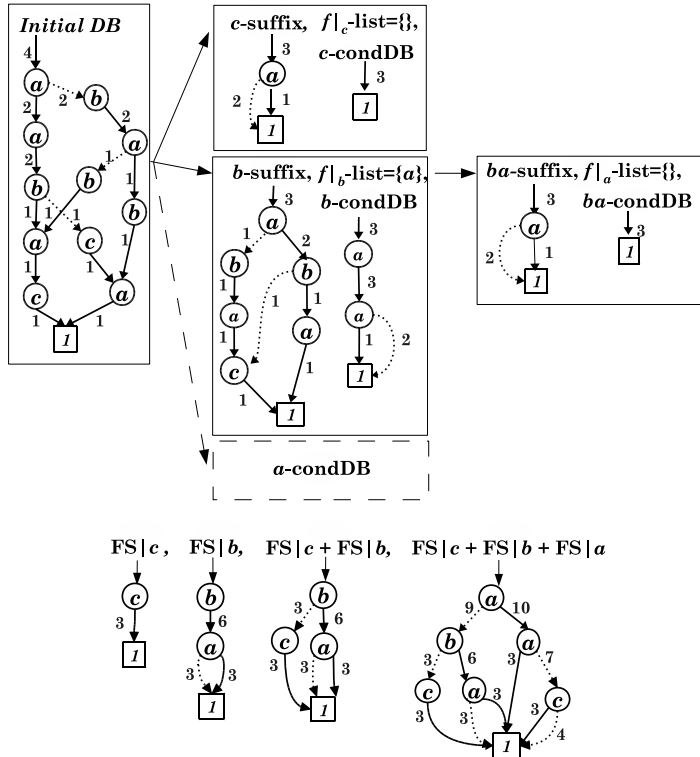 Initial DB
4
a
2
b
2
2
a
a
2
1
b
b
1
1
1
b
a
c
1
1
1
c
a
1
1
1
c-suffix, f|c-list={},
3
c-condDB
a
3
2
1
1
1
b-suffix, f|b-list={a},
3
b-condDB
a
3
1
2
a
b
b
3
1
1
1
a
a
a
1
1
1
2
c
1
1
1
ba-suffix, f|a-list={},
3
ba-condDB
a
3
2
1
1
1
a-condDB
FS|c, FS|b, FS|c + FS|b, FS|c + FS|b + FS|a
c
3
1
b
6
a
3
3
1
b
3
6
c
a
3
3
3
1
a
9
10
b
a
3
6
3
7
c
a
c
3
3
3
3
4
1